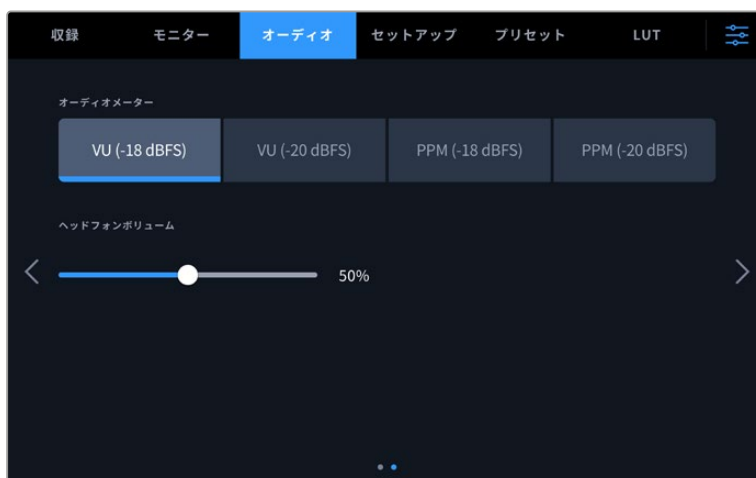 収録 モニター オーディオ セットアップ プリセット LUT
オーディオメーター
VU (-18 dBFS) VU (-20 dBFS) PPM (-18 dBFS) PPM (-20 dBFS)
ヘッドフォンボリューム
50%